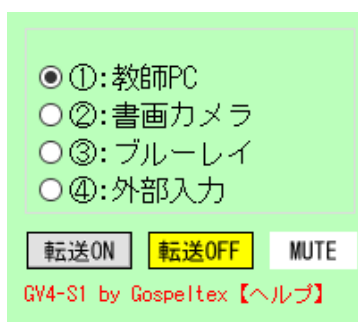 ①:教師PC
②:書画カメラ
③:ブルーレイ
④:外部入力
転送ON 転送OFF MUTE
GV4-S1 by Gospeltex【ヘルプ】